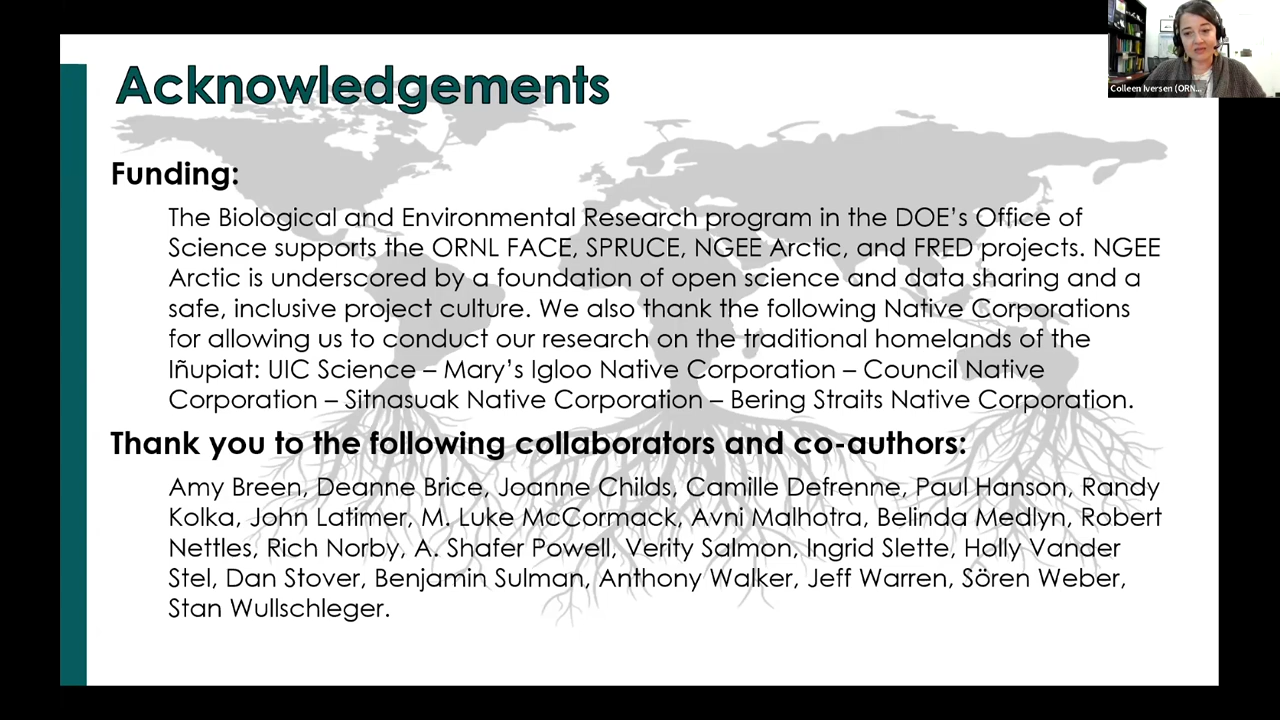 Acknowledgements
Colleen Iversen (ORN...
Funding:
The Biological and Environmental Research program in the DOE's Office of
Science supports the ORNL FACE, SPRUCE, NGEE Arctic, and FRED projects. NGEE
Arctic is underscored by a foundation of open science and data sharing and a
safe, inclusive project culture. We also thank the following Native Corporations
for allowing us to conduct our research on the traditional homelands of the
Iñupiat: UIC Science – Mary's Igloo Native Corporation – Council Native
Corporation – Sitnasuak Native Corporation – Bering Straits Native Corporation.
Thank you to the following collaborators and co-authors:
Amy Breen, Deanne Brice, Joanne Childs, Camille Defrenne, Paul Hanson, Randy
Kolka, John Latimer, M. Luke McCormack, Avni Malhotra, Belinda Medlyn, Robert
Nettles, Rich Norby, A. Shafer Powell, Verity Salmon, Ingrid Slette, Holly Vander
Stel, Dan Stover, Benjamin Sulman, Anthony Walker, Jeff Warren, Sören Weber,
Stan Wullschleger.